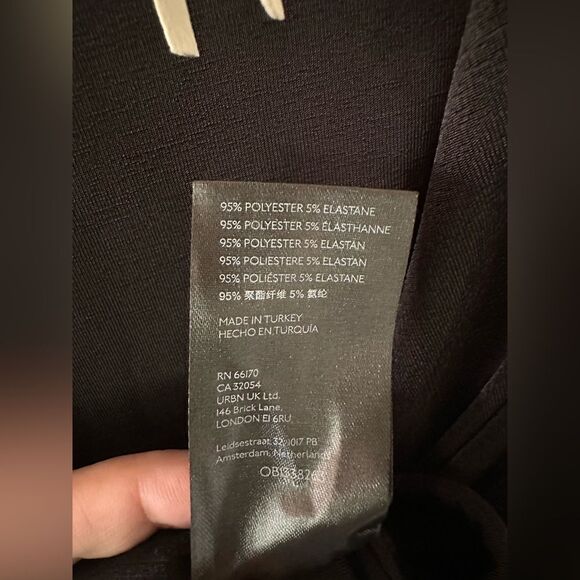 95% POLYESTER 5% ELASTANE
95% POLYESTER 5% ÉLASTHANNE
95% POLYESTER 5% ELASTAN
95% POLIESTERE 5% ELASTAN
95% POLIÉSTER 5% ELASTANE
95% 聚酯纤维 5% 氨纶
MADE IN TURKEY
HECHO EN TURQUÍA
RN 66170
CA 32054
URBN UK Ltd.
146 Brick Lane,
LONDON E1 6RU
Leidsestraat 32, 1017 PB
Amsterdam, Netherlands